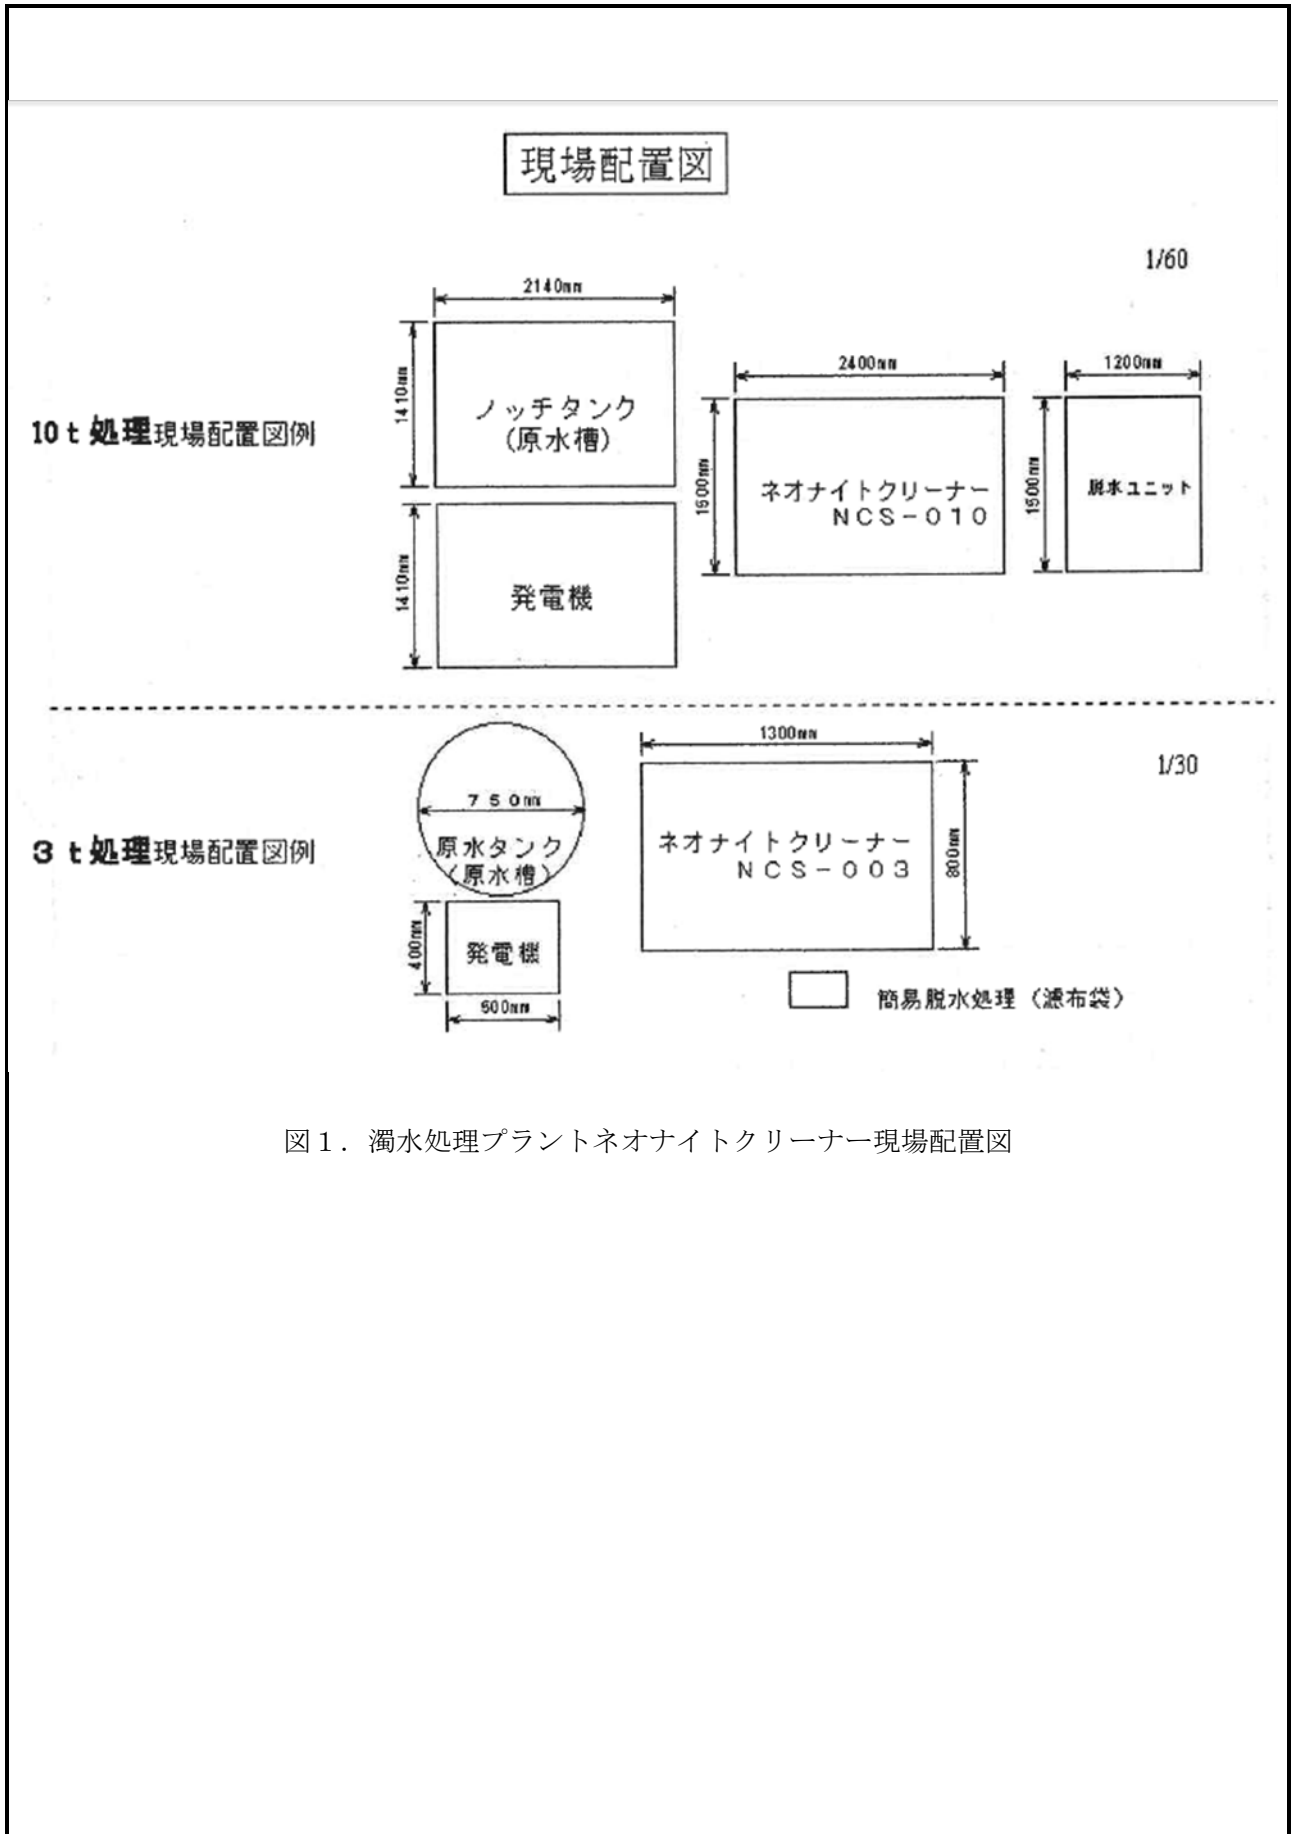 現場配置図
1/60
10ｔ処理現場配置図例
2140mm
1410mm
ノッチタンク
(原水槽)
1410mm
発電機
2400mm
1500mm
ネオナイトクリーナー
ＮＣＳ－０１０
1200mm
1500mm
脱水ユニット
1/30
３ｔ処理現場配置図例
７５０mm
原水タンク
(原水槽)
400mm
発電機
500mm
1300mm
ネオナイトクリーナー
ＮＣＳ－００３
800mm
簡易脱水処理（濾布袋）
図１．濁水処理プラントネオナイトクリーナー現場配置図